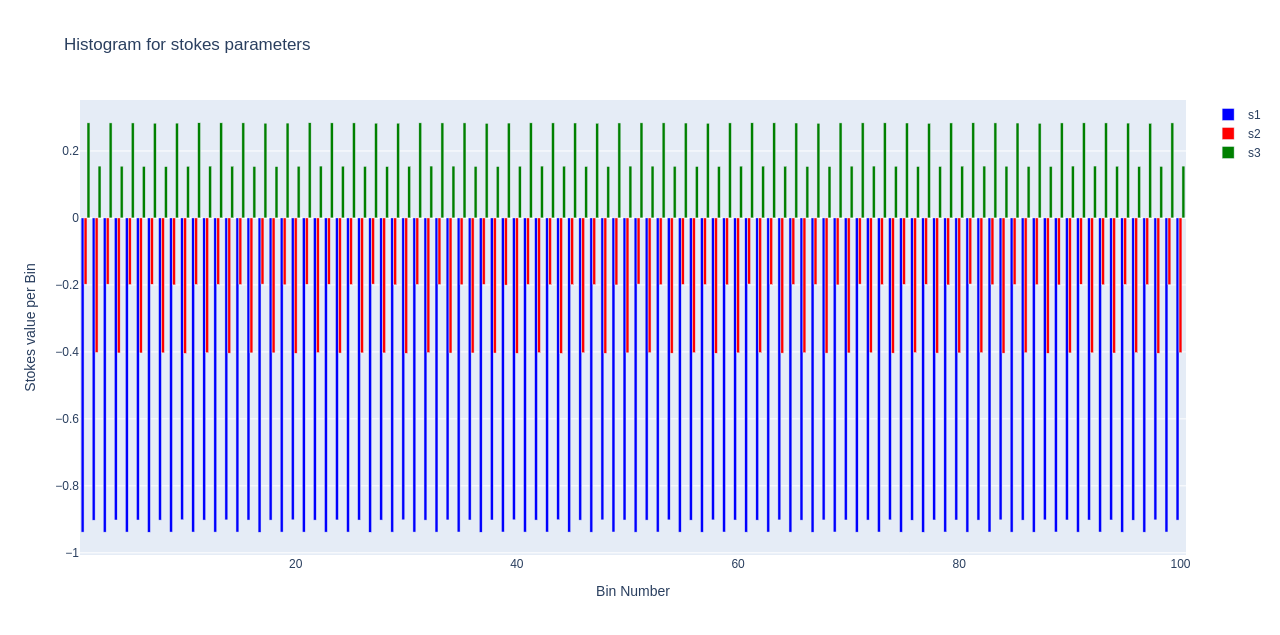 Histogram for stokes parameters
s1
s2
s3
0.2
0
−0.2
−0.4
−0.6
−0.8
−1
Stokes value per Bin
20
40
60
80
100
Bin Number